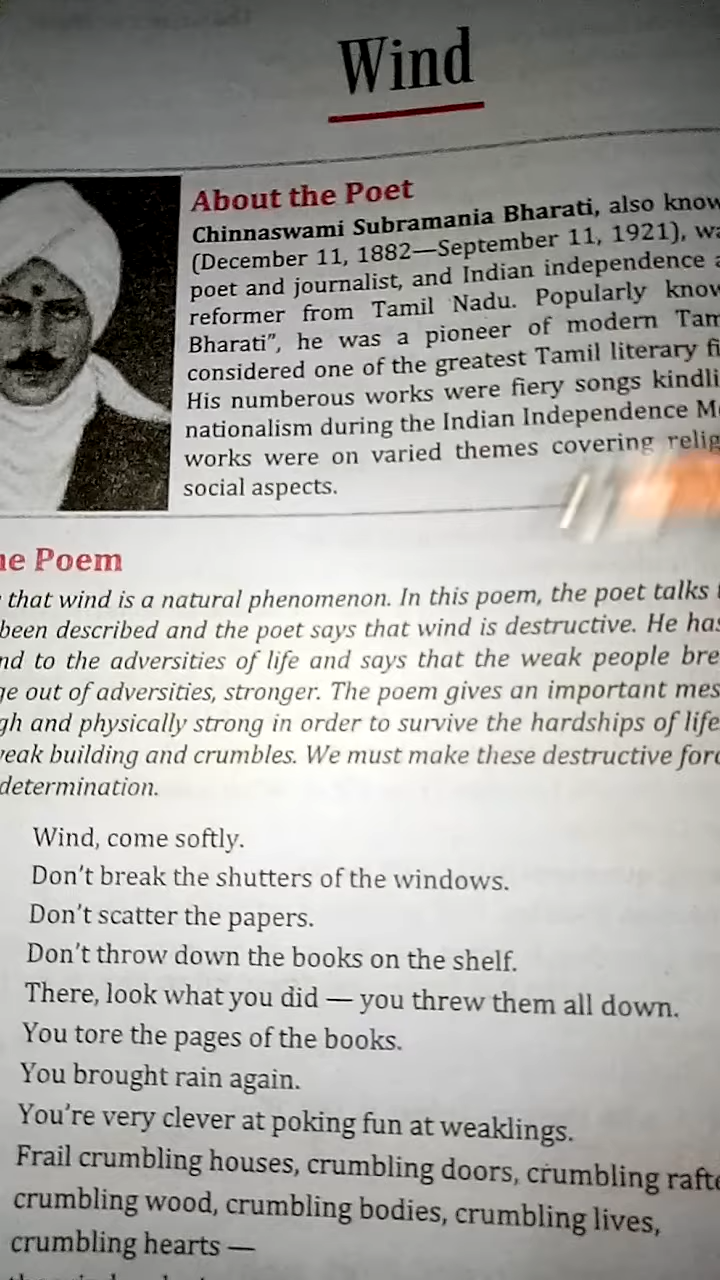 Wind
About the Poet
Chinnaswami Subramania Bharati, also know
(December 11, 1882—September 11, 1921), wa
poet and journalist, and Indian independence a
reformer from Tamil Nadu. Popularly know
Bharati", he was a pioneer of modern Tam
considered one of the greatest Tamil literary fi
His numberous works were fiery songs kindli
nationalism during the Indian Independence M
works were on varied themes covering relig
social aspects.
he Poem
that wind is a natural phenomenon. In this poem, the poet talks t
been described and the poet says that wind is destructive. He has
nd to the adversities of life and says that the weak people bre
ge out of adversities, stronger. The poem gives an important mes
gh and physically strong in order to survive the hardships of life
weak building and crumbles. We must make these destructive forc
determination.
Wind, come softly.
Don't break the shutters of the windows.
Don't scatter the papers.
Don't throw down the books on the shelf.
There, look what you did — you threw them all down.
You tore the pages of the books.
You brought rain again.
You're very clever at poking fun at weaklings.
Frail crumbling houses, crumbling doors, crumbling rafte
crumbling wood, crumbling bodies, crumbling lives,
crumbling hearts —